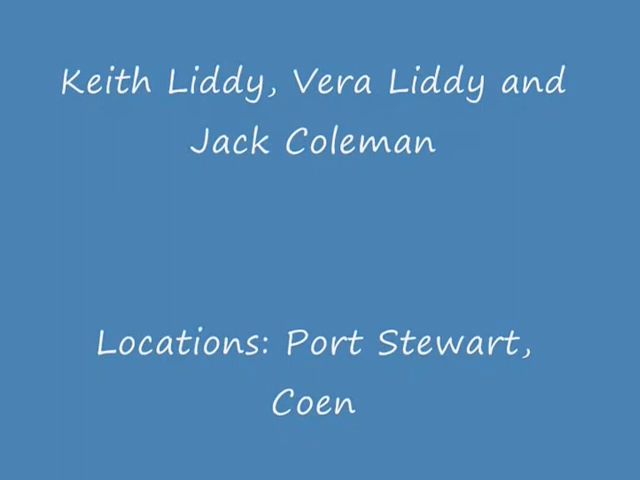 Keith Liddy, Vera Liddy and
Jack Coleman
Locations: Port Stewart,
Coen